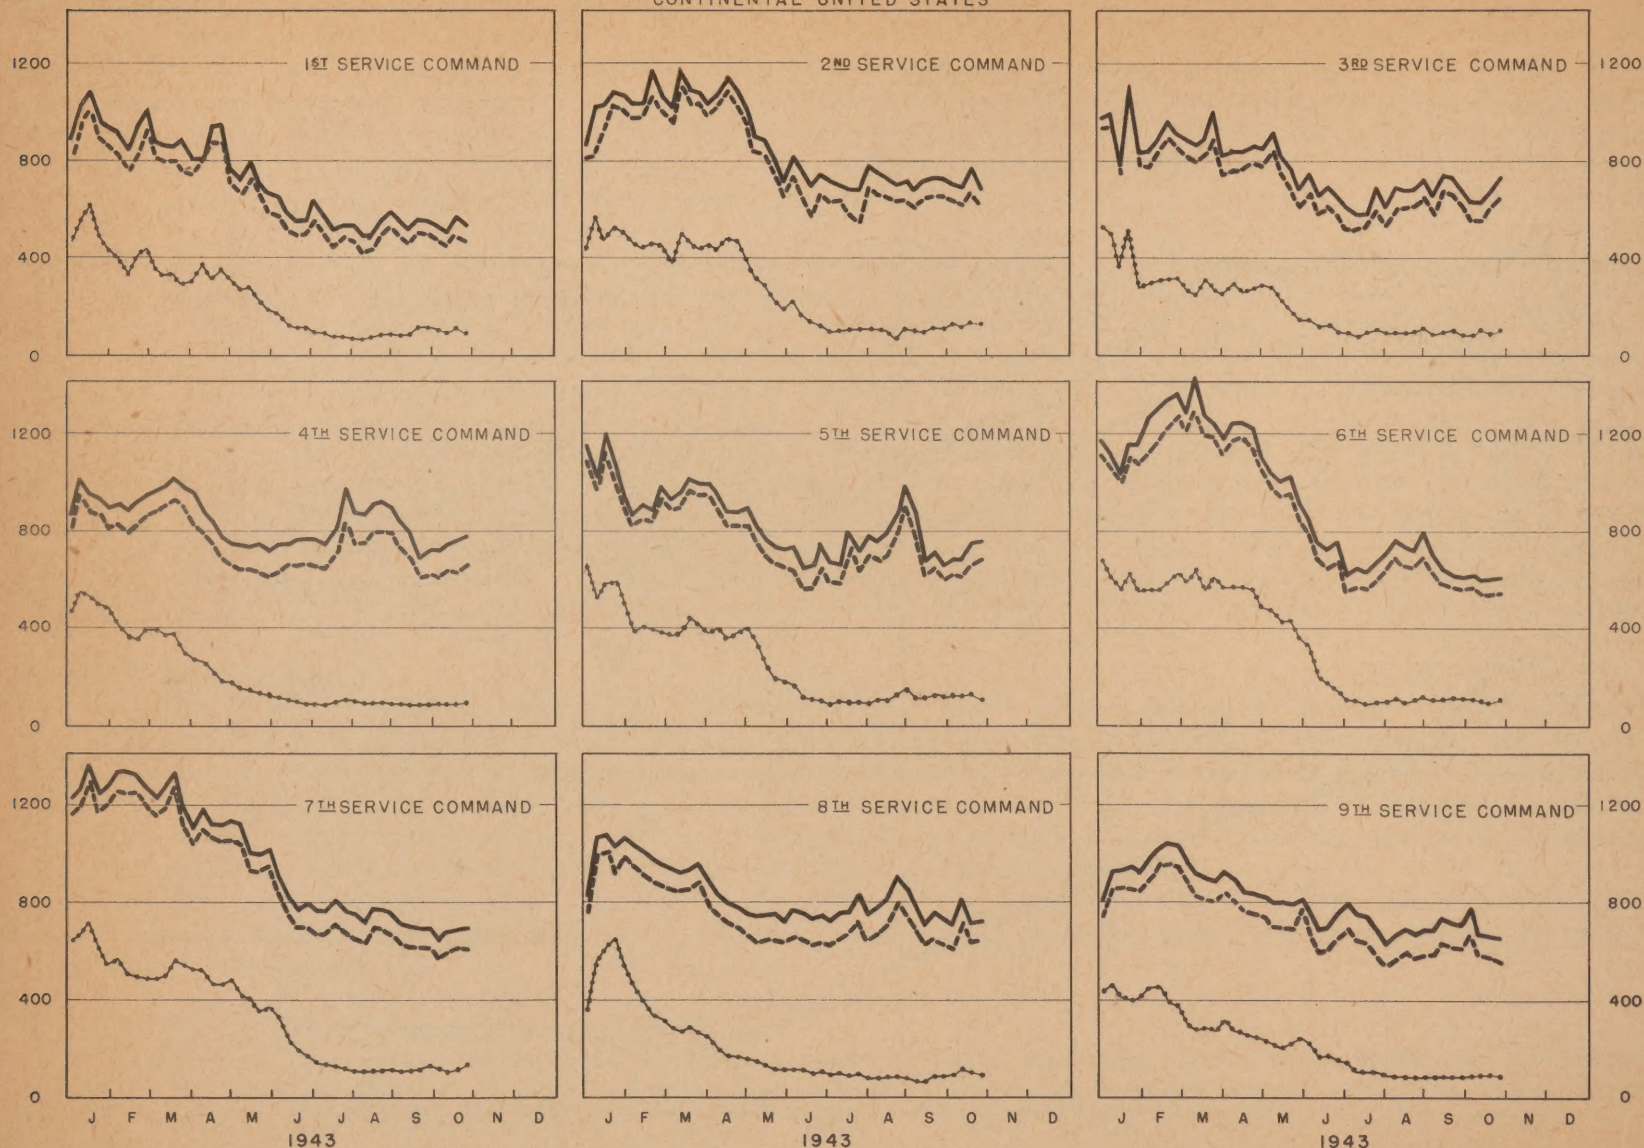 CONTINENTAL UNITED STATES
1200 1ST SERVICE COMMAND 2ND SERVICE COMMAND 3RD SERVICE COMMAND 1200
800 800
400 400
0 0
1200 4TH SERVICE COMMAND 5TH SERVICE COMMAND 6TH SERVICE COMMAND 1200
800 800
400 400
0 0
1200 7TH SERVICE COMMAND 8TH SERVICE COMMAND 9TH SERVICE COMMAND 1200
800 800
400 400
0 0
J F M A M J J A S O N D J F M A M J J A S O N D J F M A M J J A S O N D
1943 1943 1943